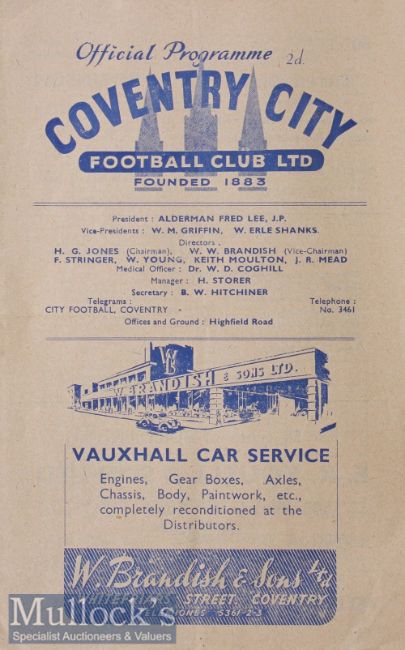 Official Programme 2d.
COVENTRY CITY
FOOTBALL CLUB LTD
FOUNDED 1883
President : ALDERMAN FRED LEE, J.P.
Vice-Presidents : W. M. GRIFFIN, W. ERLE SHANKS.
Directors,
H. G. JONES (Chairman), W. W. BRANDISH (Vice-Chairman)
F. STRINGER, W. YOUNG, KEITH MOULTON, J. R. MEAD
Medical Officer : Dr. W. D. COGHILL
Manager : H. STORER
Secretary : B. W. HITCHINER
Telegrams : Telephone :
CITY FOOTBALL, COVENTRY - No. 3461
Offices and Ground : Highfield Road
WB
W. BRANDISH & SONS LTD.
VAUXHALL CAR SERVICE
Engines, Gear Boxes, Axles,
Chassis, Body, Paintwork, etc.,
completely reconditioned at the
Distributors.
W. Brandish & Sons Ltd
STREET, COVENTRY
5361-2-3
Mullock's
Specialist Auctioneers & Valuers